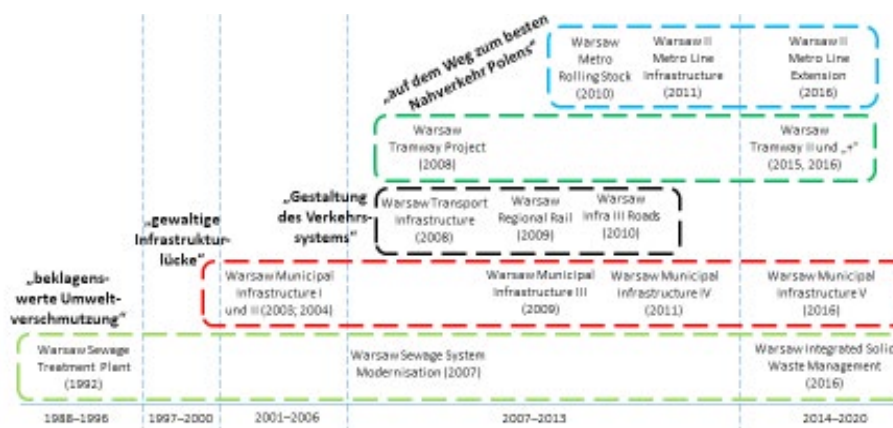 „auf dem Weg zum besten
Nahverkehr Polens"
Warsaw
Metro
Rolling Stock
(2010)
Warsaw II
Metro Line
Infrastructure
(2011)
Warsaw II
Metro Line
Extension
(2016)
Warsaw
Tramway Project
(2008)
Warsaw
Tramway II und „+"
(2015, 2016)
„Gestaltung
des Verkehrs-
systems"
Warsaw Transport
Infrastructure
(2008)
Warsaw
Regional Rail
(2009)
Warsaw
Infra III Roads
(2010)
„gewaltige
Infrastruktur-
lücke"
Warsaw Municipal
Infrastructure I
und II (2003; 2004)
Warsaw Municipal
Infrastructure III
(2009)
Warsaw Municipal
Infrastructure IV
(2011)
Warsaw Municipal
Infrastructure V
(2016)
„beklagens-
werte Umwelt-
verschmutzung"
Warsaw Sewage
Treatment Plant
(1992)
Warsaw Sewage System
Modernisation (2007)
Warsaw Integrated Solid
Waste Management
(2016)
1988–1996
1997–2000
2001–2006
2007–2013
2014–2020